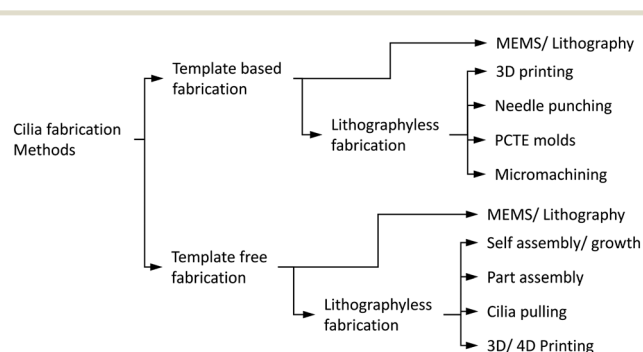 MEMS/ Lithography
Template based
fabrication
3D printing
Needle punching
Cilia fabrication
Methods
Lithographyless
fabrication
PCTE molds
Micromachining
MEMS/ Lithography
Template free
fabrication
Self assembly/ growth
Part assembly
Lithographyless
fabrication
Cilia pulling
3D/ 4D Printing